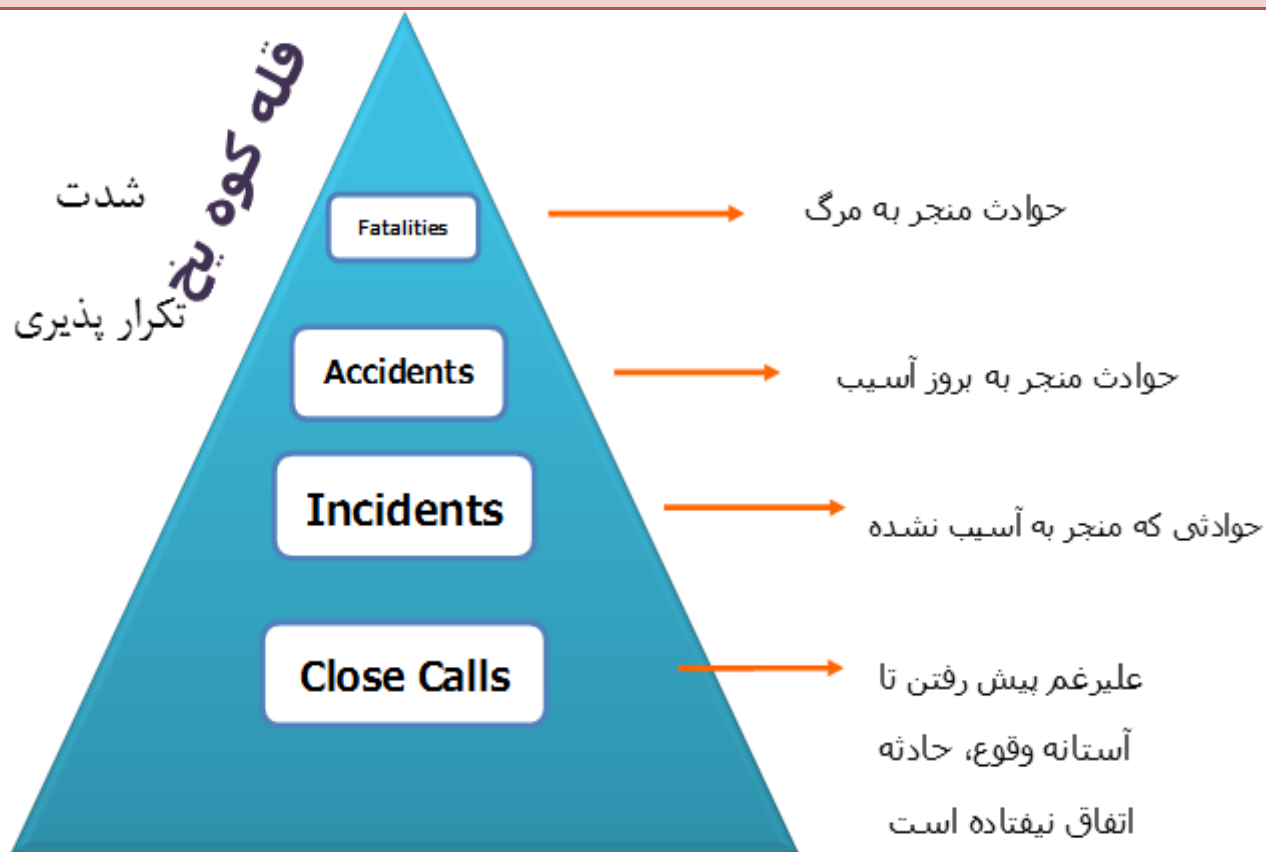 قله کوه یخ
شدت
تکرار پذیری
Fatalities
حوادث منجر به مرگ
Accidents
حوادث منجر به بروز آسیب
Incidents
حوادثی که منجر به آسیب نشده
Close Calls
علیرغم پیش رفتن تا
آستانه وقوع، حادثه
اتفاق نیفتاده است